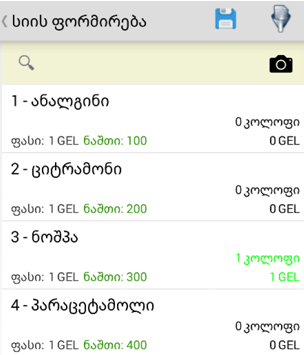 სიის ფორმირება
1 - ანალგინი
0 კოლოფი
ფასი: 1 GEL ნაშთი: 100 0 GEL
2 - ციტრამონი
0 კოლოფი
ფასი: 1 GEL ნაშთი: 200 0 GEL
3 - ნოშპა
1 კოლოფი
ფასი: 1 GEL ნაშთი: 300 1 GEL
4 - პარაცეტამოლი
0 კოლოფი
ფასი: 1 GEL ნაშთი: 400 0 GEL